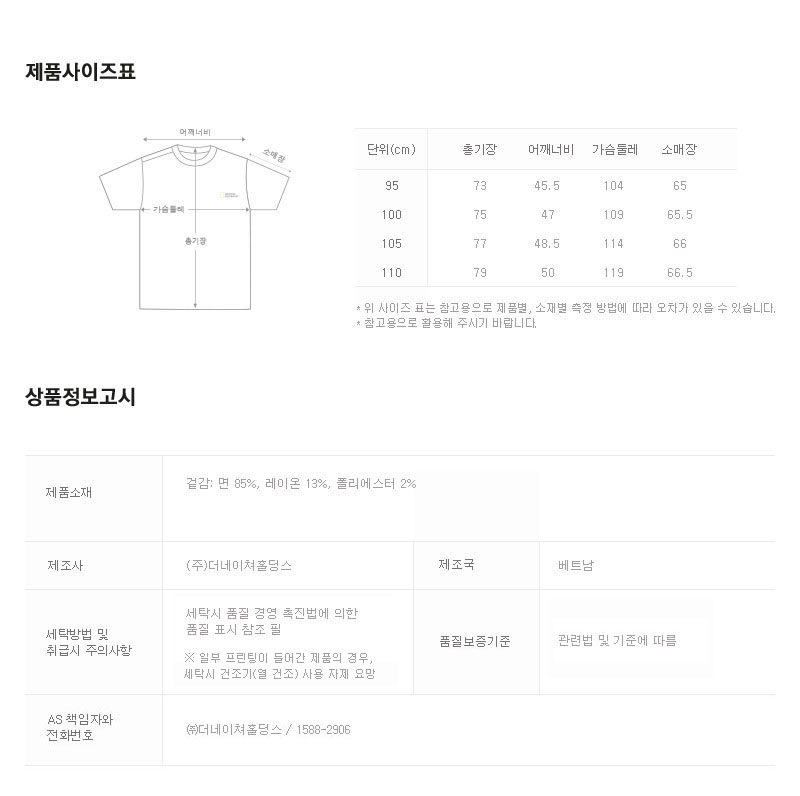 제품사이즈표
어깨너비
소매장
가슴둘레
총기장
단위(cm) 총기장 어깨너비 가슴둘레 소매장
95 73 45.5 104 65
100 75 47 109 65.5
105 77 48.5 114 66
110 79 50 119 66.5
* 위 사이즈 표는 참고용으로 제품별, 소재별 측정 방법에 따라 오차가 있을 수 있습니다.
* 참고용으로 활용해 주시기 바랍니다.
상품정보고시
제품소재
겉감: 면 85%, 레이온 13%, 폴리에스터 2%
제조사
(주)더네이쳐홀딩스
제조국
베트남
세탁방법 및
취급시 주의사항
세탁시 품질 경영 촉진법에 의한
품질 표시 참조 필
※ 일부 프린팅이 들어간 제품의 경우,
세탁시 건조기(열 건조) 사용 자제 요망
품질보증기준
관련법 및 기준에 따름
AS 책임자와
전화번호
㈜더네이쳐홀딩스 / 1588-2906